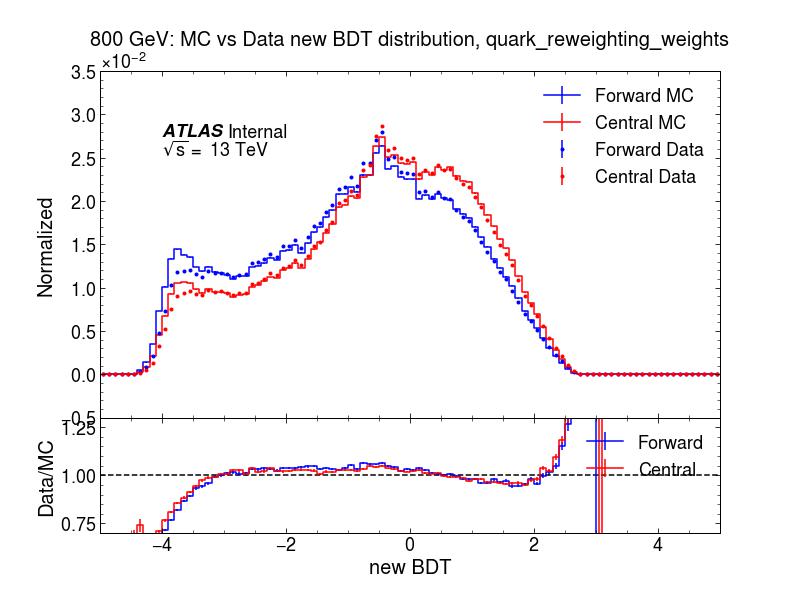 800 GeV: MC vs Data new BDT distribution, quark_reweighting_weights
×10⁻²
3.5
3.0
2.5
2.0
1.5
1.0
0.5
0.0
0.5
Normalized
ATLAS Internal
√s = 13 TeV
Forward MC
Central MC
Forward Data
Central Data
1.25
1.00
0.75
Data/MC
Forward
Central
−4 −2 0 2 4
new BDT